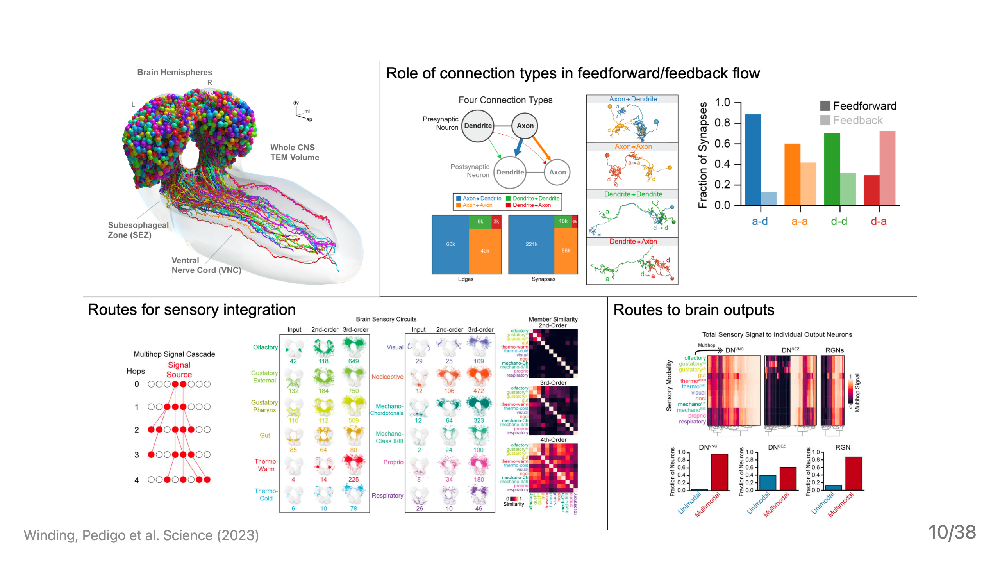 Brain Hemispheres
R
L
dv
ml
ap
Whole CNS
TEM Volume
Subesophageal
Zone (SEZ)
Ventral
Nerve Cord (VNC)
Role of connection types in feedforward/feedback flow
Four Connection Types
Presynaptic
Neuron
Dendrite
Axon
Postsynaptic
Neuron
Dendrite
Axon
Axon→Dendrite
Dendrite→Dendrite
Axon→Axon
Dendrite→Axon
9k
3k
60k
40k
Edges
18k
6k
221k
88k
Synapses
Axon→Dendrite
a
a→d
d
Axon→Axon
a→a
d
d
Dendrite→Dendrite
a
d→d
a
Dendrite→Axon
d
d→a
a
Fraction of Synapses
1.0
0.8
0.6
0.4
0.2
0.0
Feedforward
Feedback
a-d
a-a
d-d
d-a
Routes for sensory integration
Multihop Signal Cascade
Hops
Signal
Source
0
1
2
3
4
Brain Sensory Circuits
Input 2nd-order 3rd-order
Olfactory
42 118 649
Gustatory
External
132 184 750
Gustatory
Pharynx
110 112 509
Gut
85 64 80
Thermo-
Warm
4 14 225
Thermo-
Cold
6 10 78
Input 2nd-order 3rd-order
Visual
29 25 109
Nociceptive
12 106 472
Mechano-
Chordotonals
12 64 323
Mechano-
Class II/III
2 24 100
Proprio
8 34 180
Respiratory
26 10 46
Member Similarity
2nd-Order
olfactory
gustatory
gustatory
gut
thermo-warm
thermo-cold
visual
noci
mechano-Ch
mechano-II/III
proprio
respiratory
3rd-Order
olfactory
gustatory
gustatory
gut
thermo-warm
thermo-cold
visual
noci
mechano-Ch
mechano-II/III
proprio
respiratory
4th-Order
olfactory
gustatory
gustatory
gut
thermo-warm
thermo-cold
visual
noci
mechano-Ch
mechano-II/III
proprio
respiratory
0 1
Similarity
olfactory
gust
gust
gut
th-warm
th-cold
visual
noci
mech-Ch
mech-II/III
proprio
respiratory
Routes to brain outputs
Total Sensory Signal to Individual Output Neurons
Multihop
DN^VNC
DN^SEZ
RGNs
Sensory Modality
olfactory
gustatory^ex
gustatory^ph
gut
thermo^warm
thermo^cold
visual
noci
mechano^Ch
mechano^II/III
proprio
respiratory
1
0
Multihop Signal
DN^VNC
Fraction of Neurons
1.0
0.8
0.6
0.4
0.2
0.0
Unimodal
Multimodal
DN^SEZ
Fraction of Neurons
1.0
0.8
0.6
0.4
0.2
0.0
Unimodal
Multimodal
RGN
Fraction of Neurons
1.0
0.8
0.6
0.4
0.2
0.0
Unimodal
Multimodal
Winding, Pedigo et al. Science (2023)
10/38